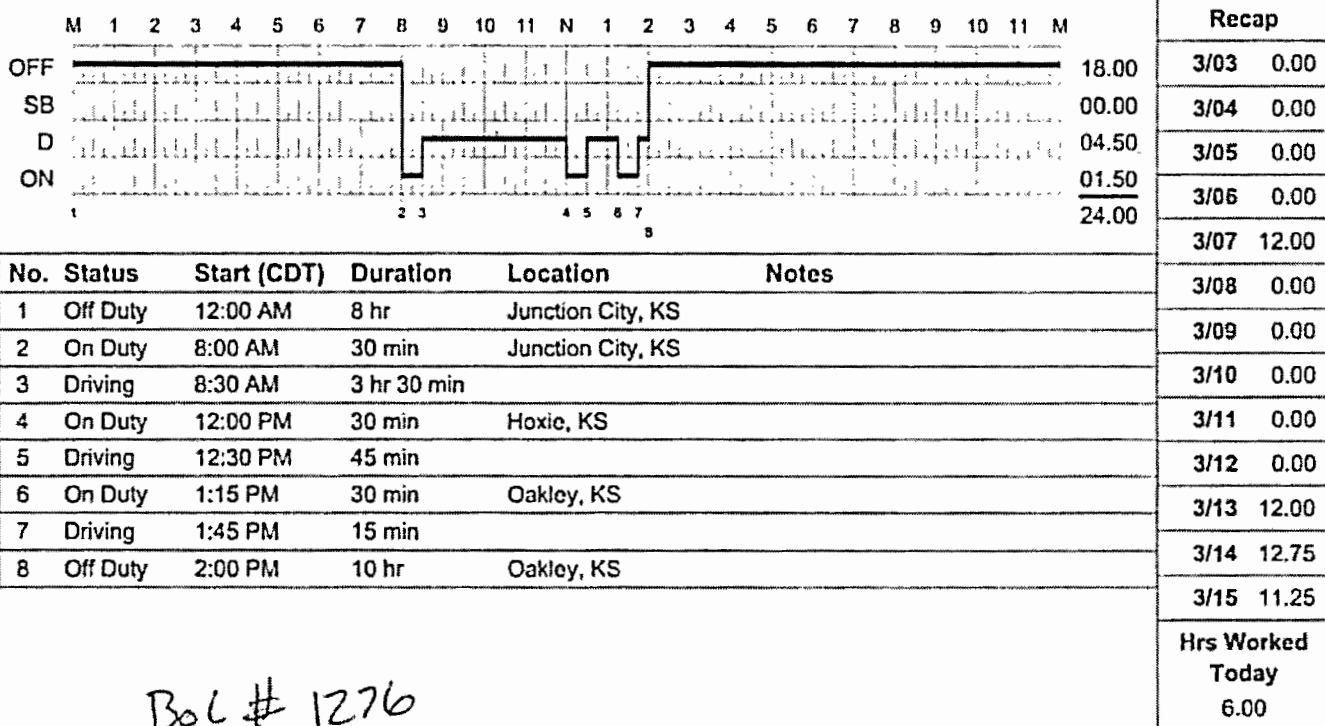 M 1 2 3 4 5 6 7 8 9 10 11 N 1 2 3 4 5 6 7 8 9 10 11 M
OFF 18.00
SB 00.00
D 04.50
ON 01.50
24.00
1 2 3 4 5 6 7
8
No. Status Start (CDT) Duration Location Notes
1 Off Duty 12:00 AM 8 hr Junction City, KS
2 On Duty 8:00 AM 30 min Junction City, KS
3 Driving 8:30 AM 3 hr 30 min
4 On Duty 12:00 PM 30 min Hoxie, KS
5 Driving 12:30 PM 45 min
6 On Duty 1:15 PM 30 min Oakley, KS
7 Driving 1:45 PM 15 min
8 Off Duty 2:00 PM 10 hr Oakley, KS
BoL # 1276
Recap
3/03 0.00
3/04 0.00
3/05 0.00
3/06 0.00
3/07 12.00
3/08 0.00
3/09 0.00
3/10 0.00
3/11 0.00
3/12 0.00
3/13 12.00
3/14 12.75
3/15 11.25
Hrs Worked
Today
6.00